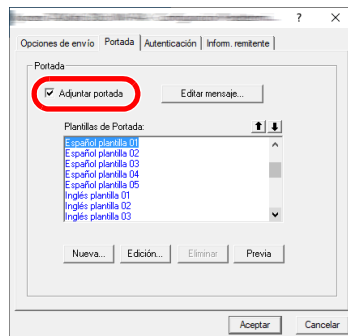 Opciones de envío Portada Autenticación Inform. remitente
Portada
Adjuntar portada Editar mensaje...
Plantillas de Portada:
Español plantilla 01
Español plantilla 02
Español plantilla 03
Español plantilla 04
Español plantilla 05
Inglés plantilla 01
Inglés plantilla 02
Inglés plantilla 03
Nueva... Edición... Eliminar Previa
Aceptar Cancelar